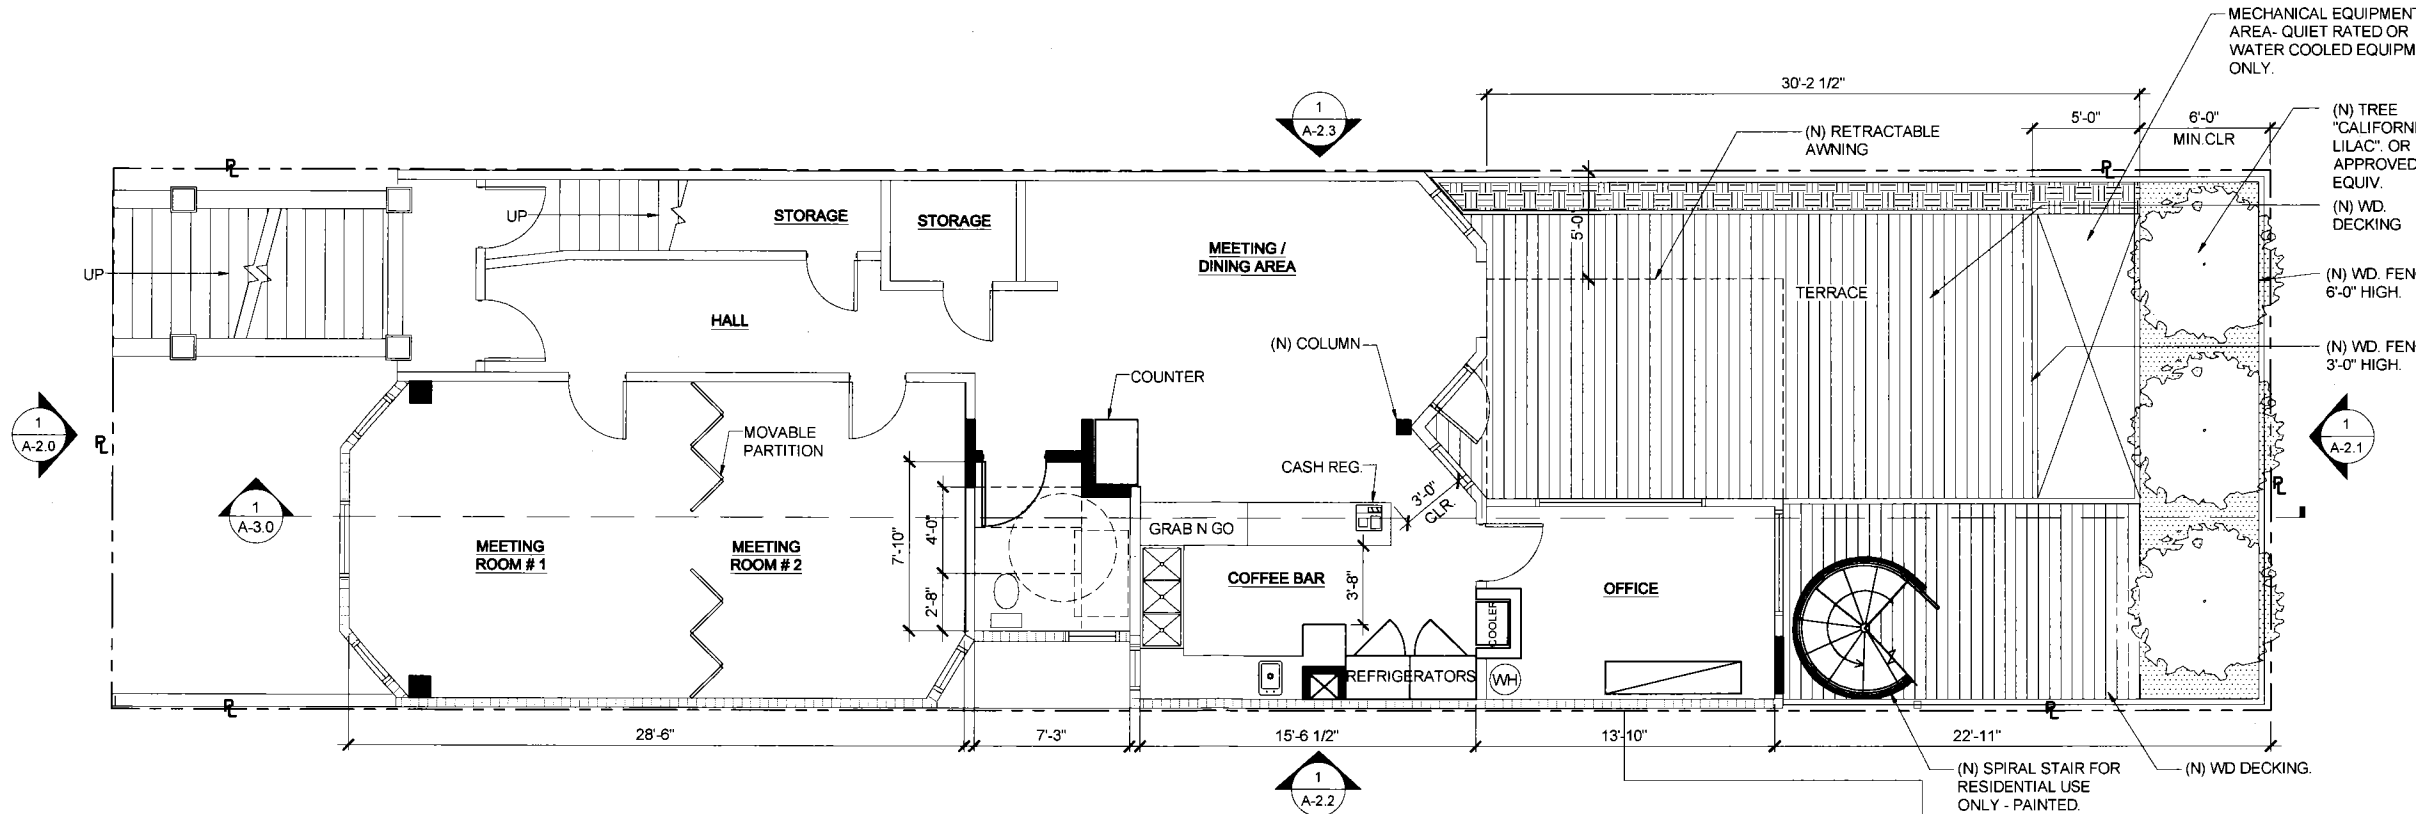 MECHANICAL EQUIPMENT
AREA- QUIET RATED OR
WATER COOLED EQUIPM
ONLY.
30'-2 1/2"
1
A-2.3
(N) RETRACTABLE
AWNING
5'-0"
6'-0"
MIN.CLR
(N) TREE
"CALIFORNI
LILAC". OR
APPROVED
EQUIV.
(N) WD.
DECKING
PL
PL
UP
STORAGE
STORAGE
MEETING /
DINING AREA
5'-0"
UP
TERRACE
(N) WD. FEN
6'-0" HIGH.
HALL
(N) COLUMN
(N) WD. FEN
3'-0" HIGH.
COUNTER
1
A-2.0
PL
MOVABLE
PARTITION
1
A-2.1
CASH REG.
3'-0"
CLR.
PL
1
A-3.0
7'-10"
4'-0"
GRAB N GO
MEETING
ROOM # 1
MEETING
ROOM # 2
COFFEE BAR
3'-8"
OFFICE
2'-8"
COOLER
REFRIGERATORS
WH
PL
PL
28'-6"
7'-3"
15'-6 1/2"
13'-10"
22'-11"
1
A-2.2
(N) SPIRAL STAIR FOR
RESIDENTIAL USE
ONLY - PAINTED.
(N) WD DECKING.